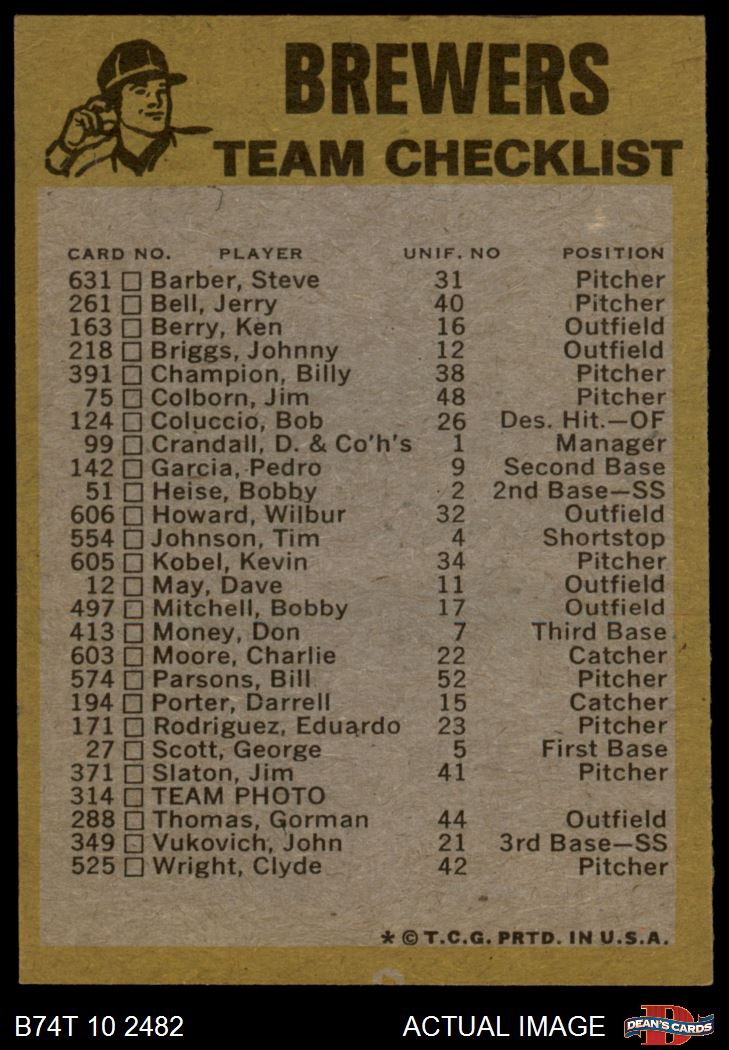 BREWERS
TEAM CHECKLIST
CARD NO. PLAYER UNIF. NO POSITION
631 Barber, Steve 31 Pitcher
261 Bell, Jerry 40 Pitcher
163 Berry, Ken 16 Outfield
218 Briggs, Johnny 12 Outfield
391 Champion, Billy 38 Pitcher
75 Colborn, Jim 48 Pitcher
124 Coluccio, Bob 26 Des. Hit.—OF
99 Crandall, D. & Co'h's 1 Manager
142 Garcia, Pedro 9 Second Base
51 Heise, Bobby 2 2nd Base—SS
606 Howard, Wilbur 32 Outfield
554 Johnson, Tim 4 Shortstop
605 Kobel, Kevin 34 Pitcher
12 May, Dave 11 Outfield
497 Mitchell, Bobby 17 Outfield
413 Money, Don 7 Third Base
603 Moore, Charlie 22 Catcher
574 Parsons, Bill 52 Pitcher
194 Porter, Darrell 15 Catcher
171 Rodriguez, Eduardo 23 Pitcher
27 Scott, George 5 First Base
371 Slaton, Jim 41 Pitcher
314 TEAM PHOTO
288 Thomas, Gorman 44 Outfield
349 Vukovich, John 21 3rd Base—SS
525 Wright, Clyde 42 Pitcher
* © T.C.G. PRTD. IN U.S.A.
B74T 10 2482 ACTUAL IMAGE D DEAN'S CARDS